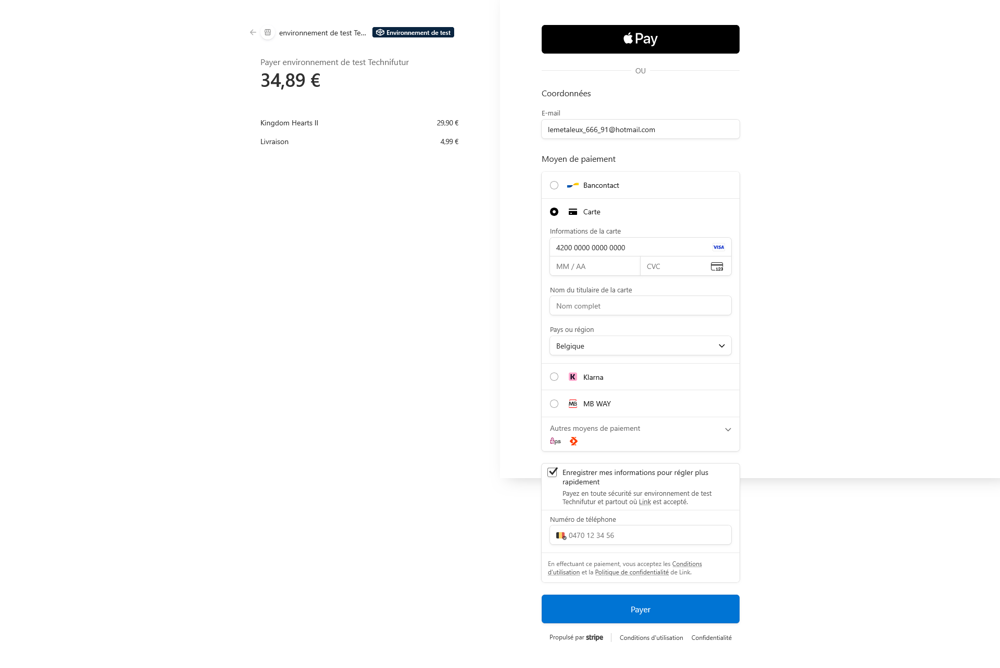 environnement de test Te...
Environnement de test
Payer environnement de test Technifutur
34,89 €
Kingdom Hearts II 29,90 €
Livraison 4,99 €
Pay
OU
Coordonnées
E-mail
lemetaleux_666_91@hotmail.com
Moyen de paiement
Bancontact
Carte
Informations de la carte
4200 0000 0000 0000 VISA
MM / AA CVC 123
Nom du titulaire de la carte
Nom complet
Pays ou région
Belgique
K Klarna
MB MB WAY
Autres moyens de paiement
eps
Enregistrer mes informations pour régler plus
rapidement
Payez en toute sécurité sur environnement de test
Technifutur et partout où Link est accepté.
Numéro de téléphone
0470 12 34 56
En effectuant ce paiement, vous acceptez les Conditions
d'utilisation et la Politique de confidentialité de Link.
Payer
Propulsé par stripe Conditions d'utilisation Confidentialité